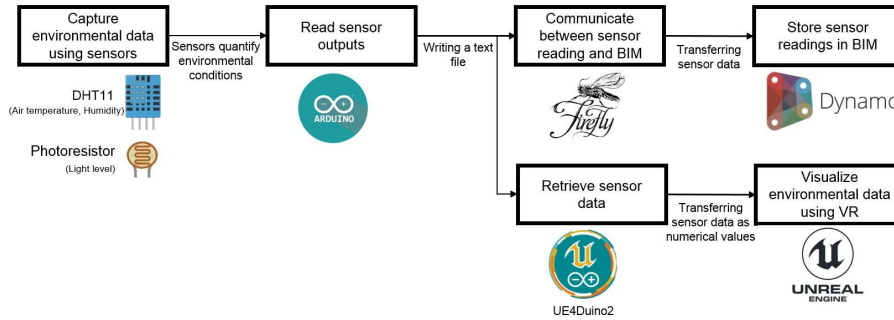 Capture
environmental data
using sensors
Sensors quantify
environmental
conditions
Read sensor
outputs
Writing a text
file
Communicate
between sensor
reading and BIM
Transferring
sensor data
Store sensor
readings in BIM
DHT11
(Air temperature, Humidity)
Photoresistor
(Light level)
ARDUINO
Firefly
Dynamo
Retrieve sensor
data
Transferring
sensor data as
numerical values
Visualize
environmental data
using VR
UE4Duino2
UNREAL
ENGINE